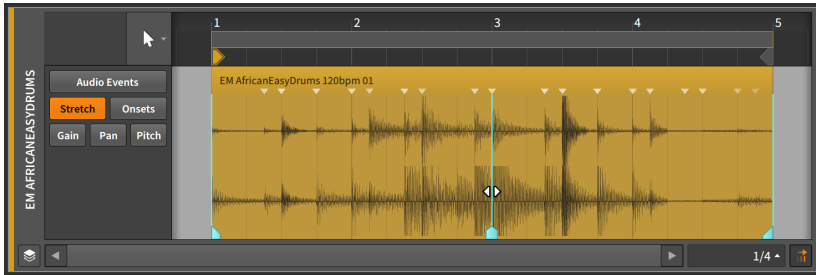 1 2 3 4 5
EM AFRICANEASYDRUMS
EM AfricanEasyDrums 120bpm 01
Audio Events
Stretch Onsets
Gain Pan Pitch
1/4